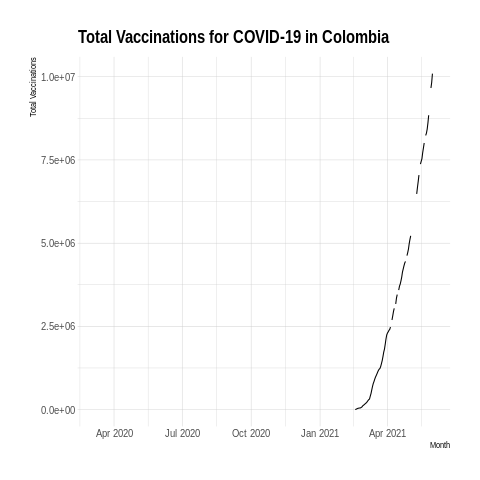 Total Vaccinations for COVID-19 in Colombia
Total Vaccinations
1.0e+07
7.5e+06
5.0e+06
2.5e+06
0.0e+00
Apr 2020 Jul 2020 Oct 2020 Jan 2021 Apr 2021
Month